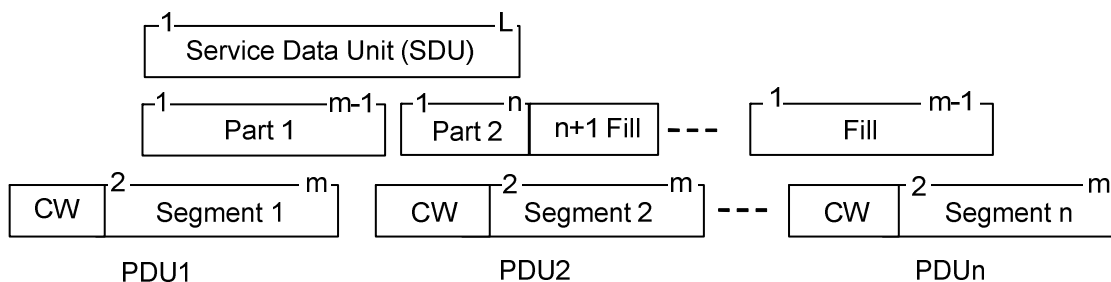 1 L
Service Data Unit (SDU)
1 m-1 1 n 1 m-1
Part 1 Part 2 n+1 Fill Fill
2 m 2 m 2 m
CW Segment 1 CW Segment 2 CW Segment n
PDU1 PDU2 PDUn